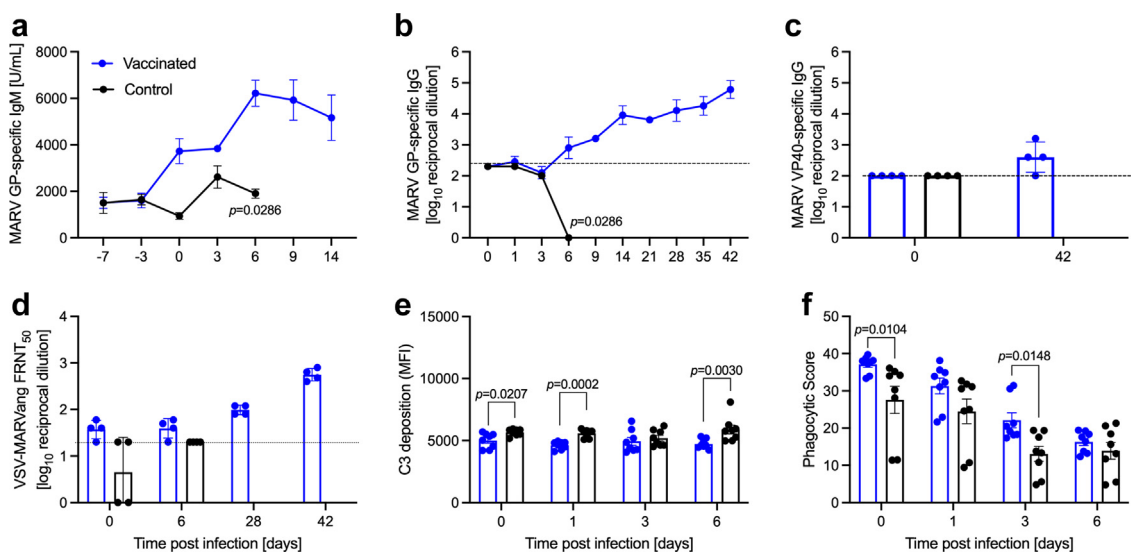 a
MARV GP-specific IgM [U/mL]
8000
6000
4000
2000
0
Vaccinated
Control
p=0.0286
-7 -3 0 3 6 9 14
b
MARV GP-specific IgG
[log10 reciprocal dilution]
6
5
4
3
2
1
0
p=0.0286
0 1 3 6 9 14 21 28 35 42
c
MARV VP40-specific IgG
[log10 reciprocal dilution]
6
5
4
3
2
1
0
0 42
d
VSV-MARVang FRNT50
[log10 reciprocal dilution]
4
3
2
1
0
0 6 28 42
Time post infection [days]
e
C3 deposition (MFI)
15000
10000
5000
0
p=0.0207
p=0.0002
p=0.0030
0 1 3 6
Time post infection [days]
f
Phagocytic Score
50
40
30
20
10
0
p=0.0104
p=0.0148
0 1 3 6
Time post infection [days]